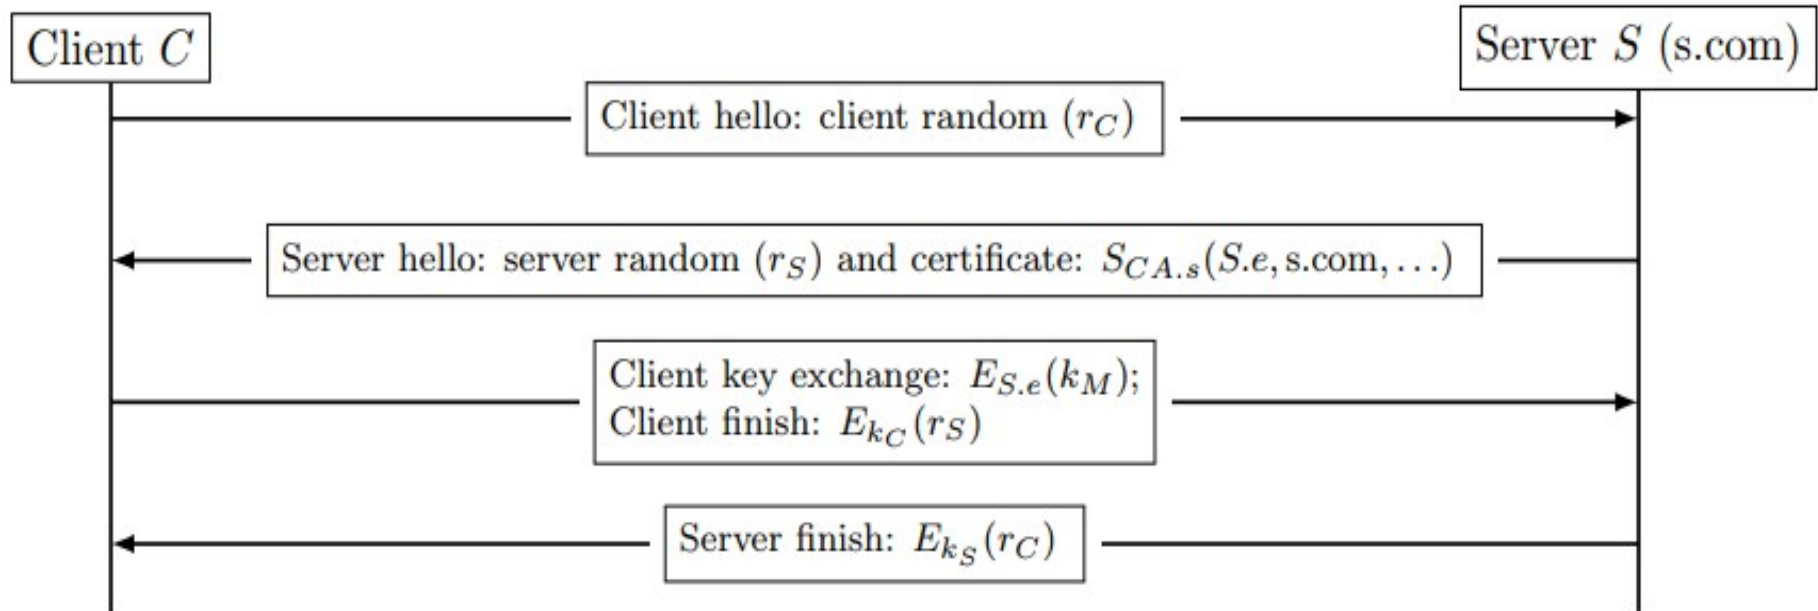 Client C
Server S (s.com)
Client hello: client random (r_C)
Server hello: server random (r_S) and certificate: S_{CA.s}(S.e, s.com, ...)
Client key exchange: E_{S.e}(k_M);
Client finish: E_{k_C}(r_S)
Server finish: E_{k_S}(r_C)